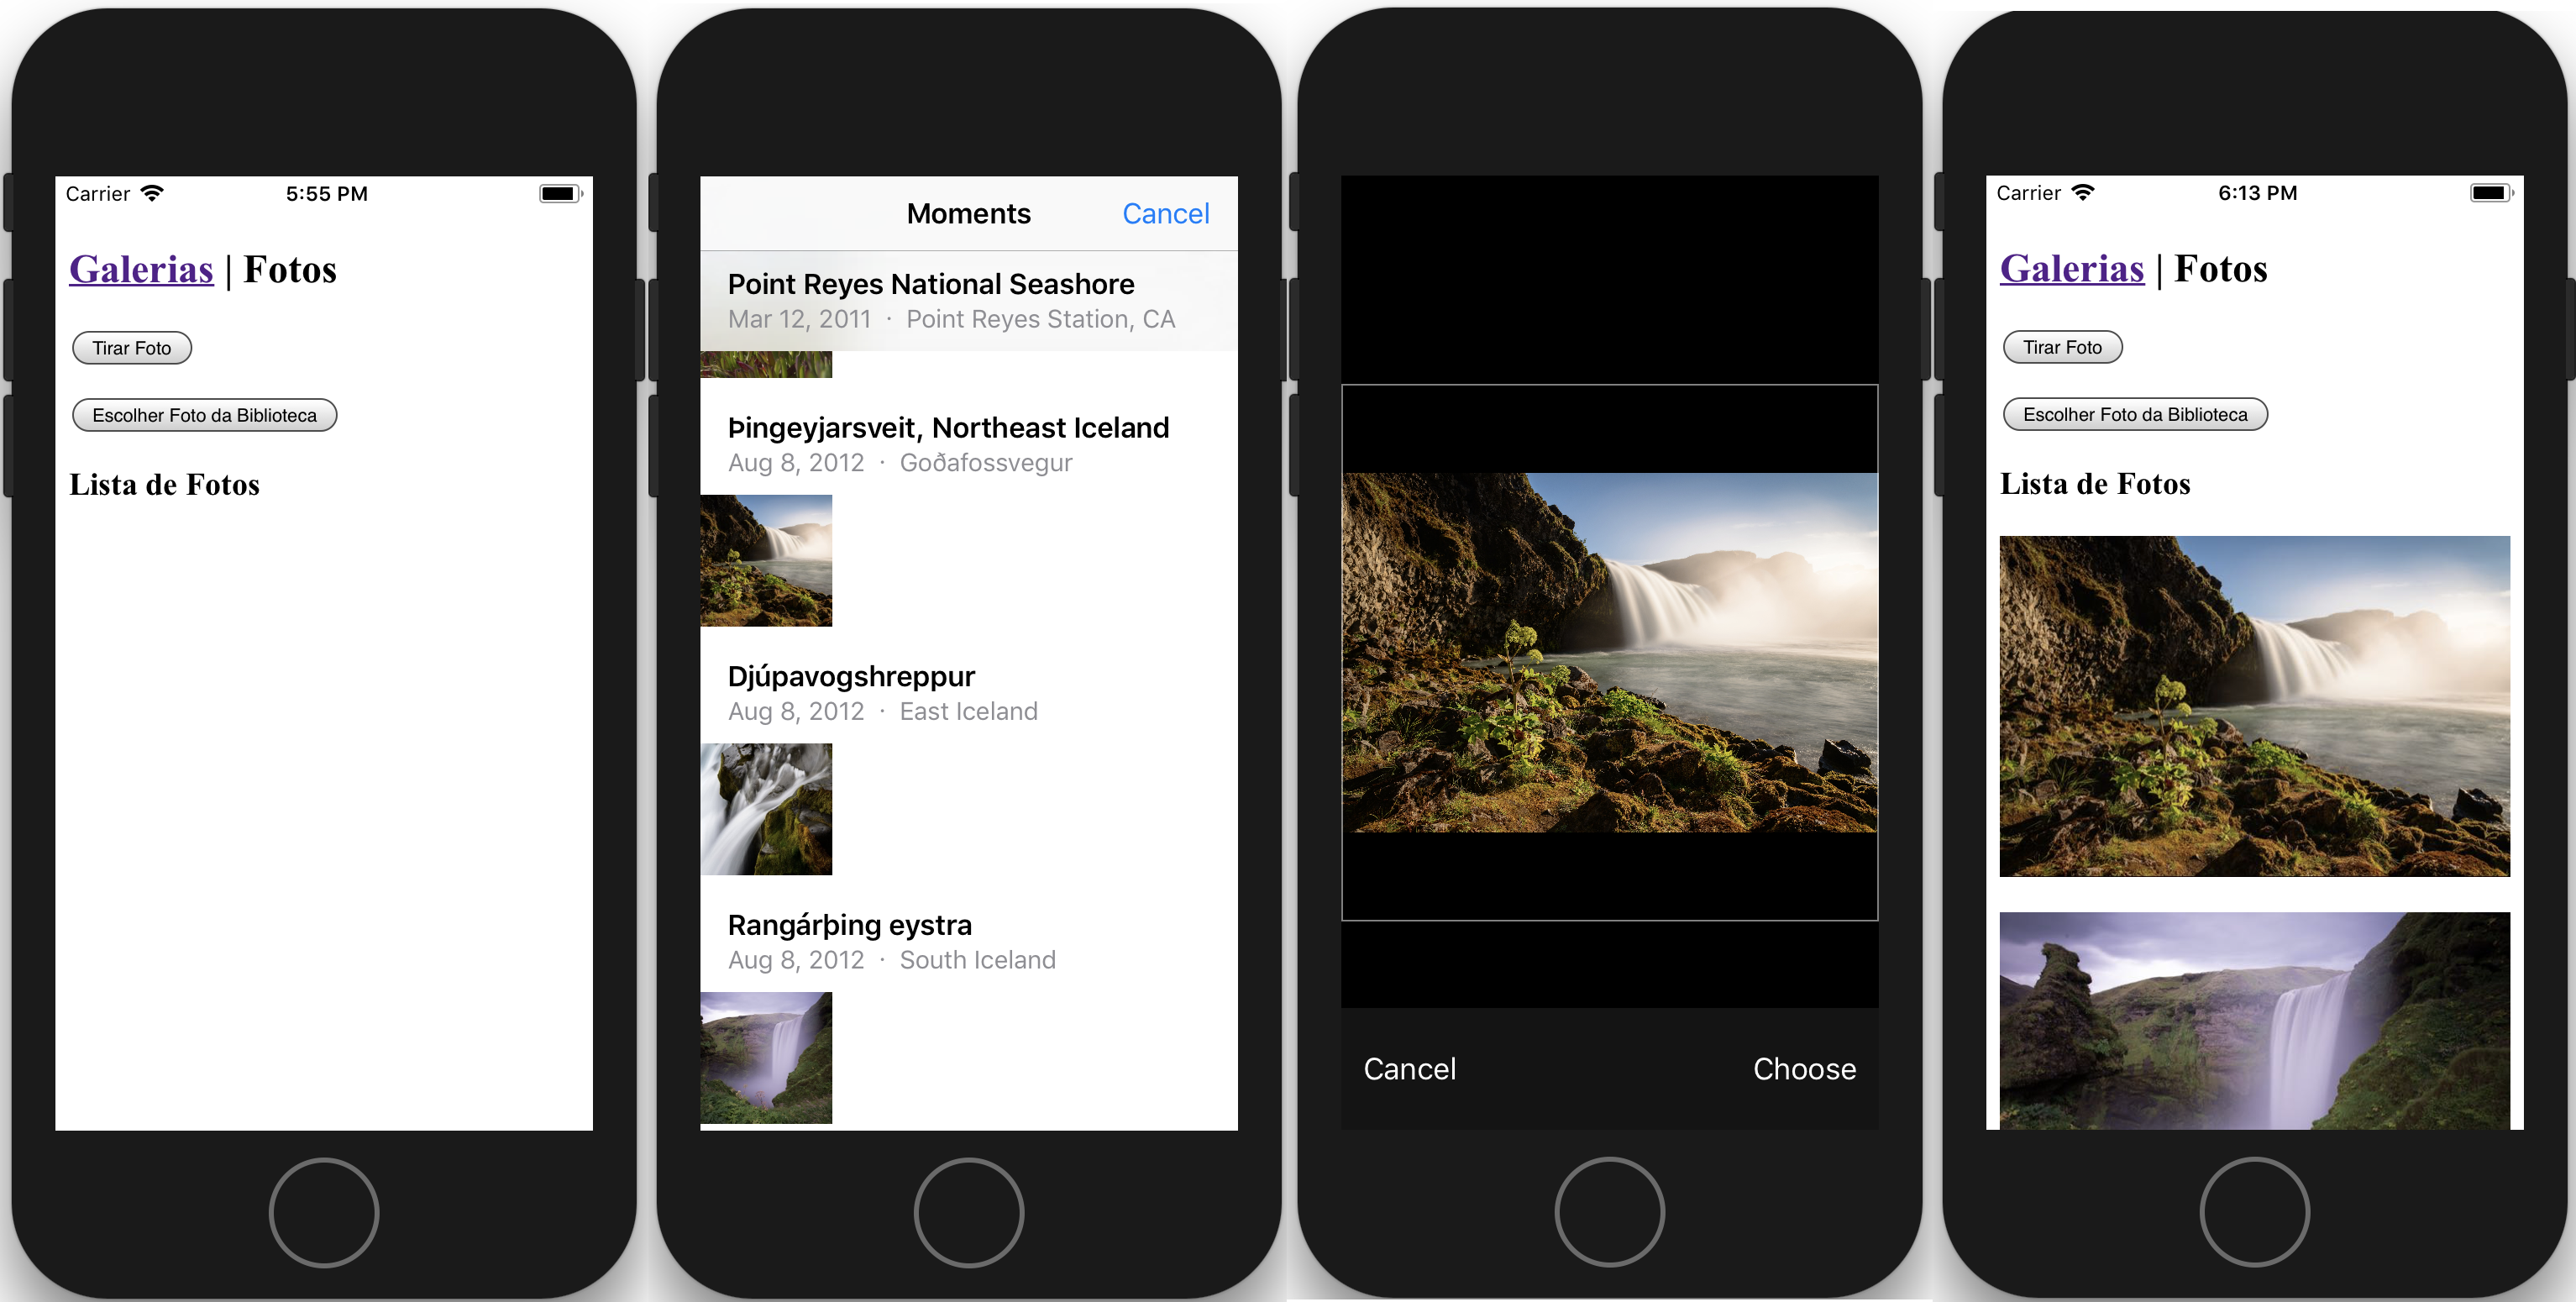 Carrier 5:55 PM
Galerias | Fotos
Tirar Foto
Escolher Foto da Biblioteca
Lista de Fotos
Moments Cancel
Point Reyes National Seashore
Mar 12, 2011 · Point Reyes Station, CA
Þingeyjarsveit, Northeast Iceland
Aug 8, 2012 · Goðafossvegur
Djúpavogshreppur
Aug 8, 2012 · East Iceland
Rangárþing eystra
Aug 8, 2012 · South Iceland
Cancel Choose
Carrier 6:13 PM
Galerias | Fotos
Tirar Foto
Escolher Foto da Biblioteca
Lista de Fotos